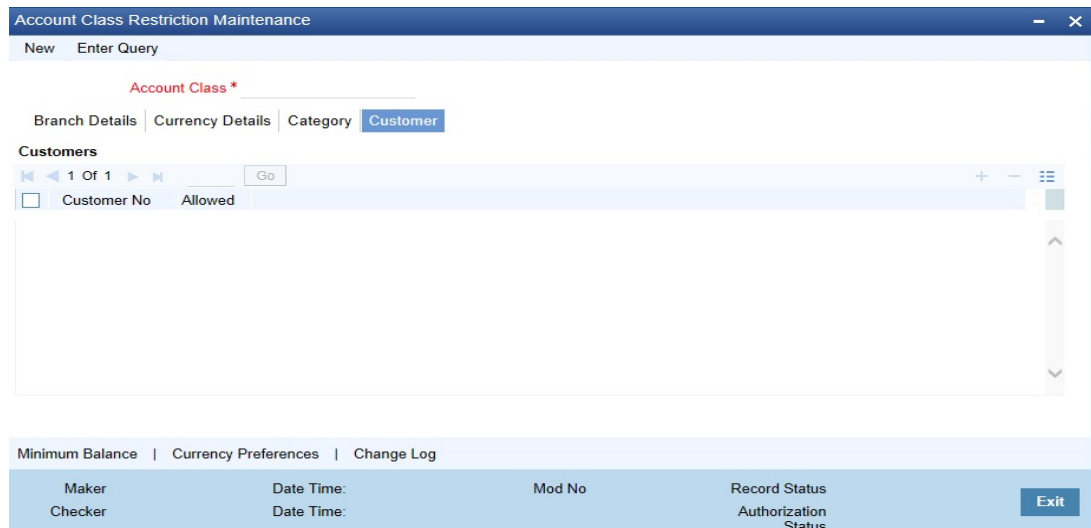 Account Class Restriction Maintenance
New Enter Query
Account Class *
Branch Details Currency Details Category Customer
Customers
1 Of 1 Go
Customer No Allowed
Minimum Balance | Currency Preferences | Change Log
Maker Date Time: Mod No Record Status
Checker Date Time: Authorization
Status
Exit